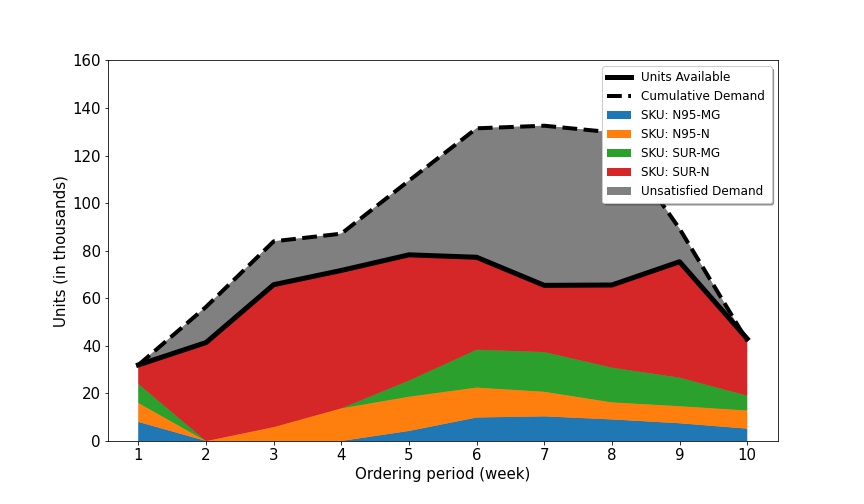 160
140
120
100
80
60
40
20
0
Units (in thousands)
Units Available
Cumulative Demand
SKU: N95-MG
SKU: N95-N
SKU: SUR-MG
SKU: SUR-N
Unsatisfied Demand
1 2 3 4 5 6 7 8 9 10
Ordering period (week)